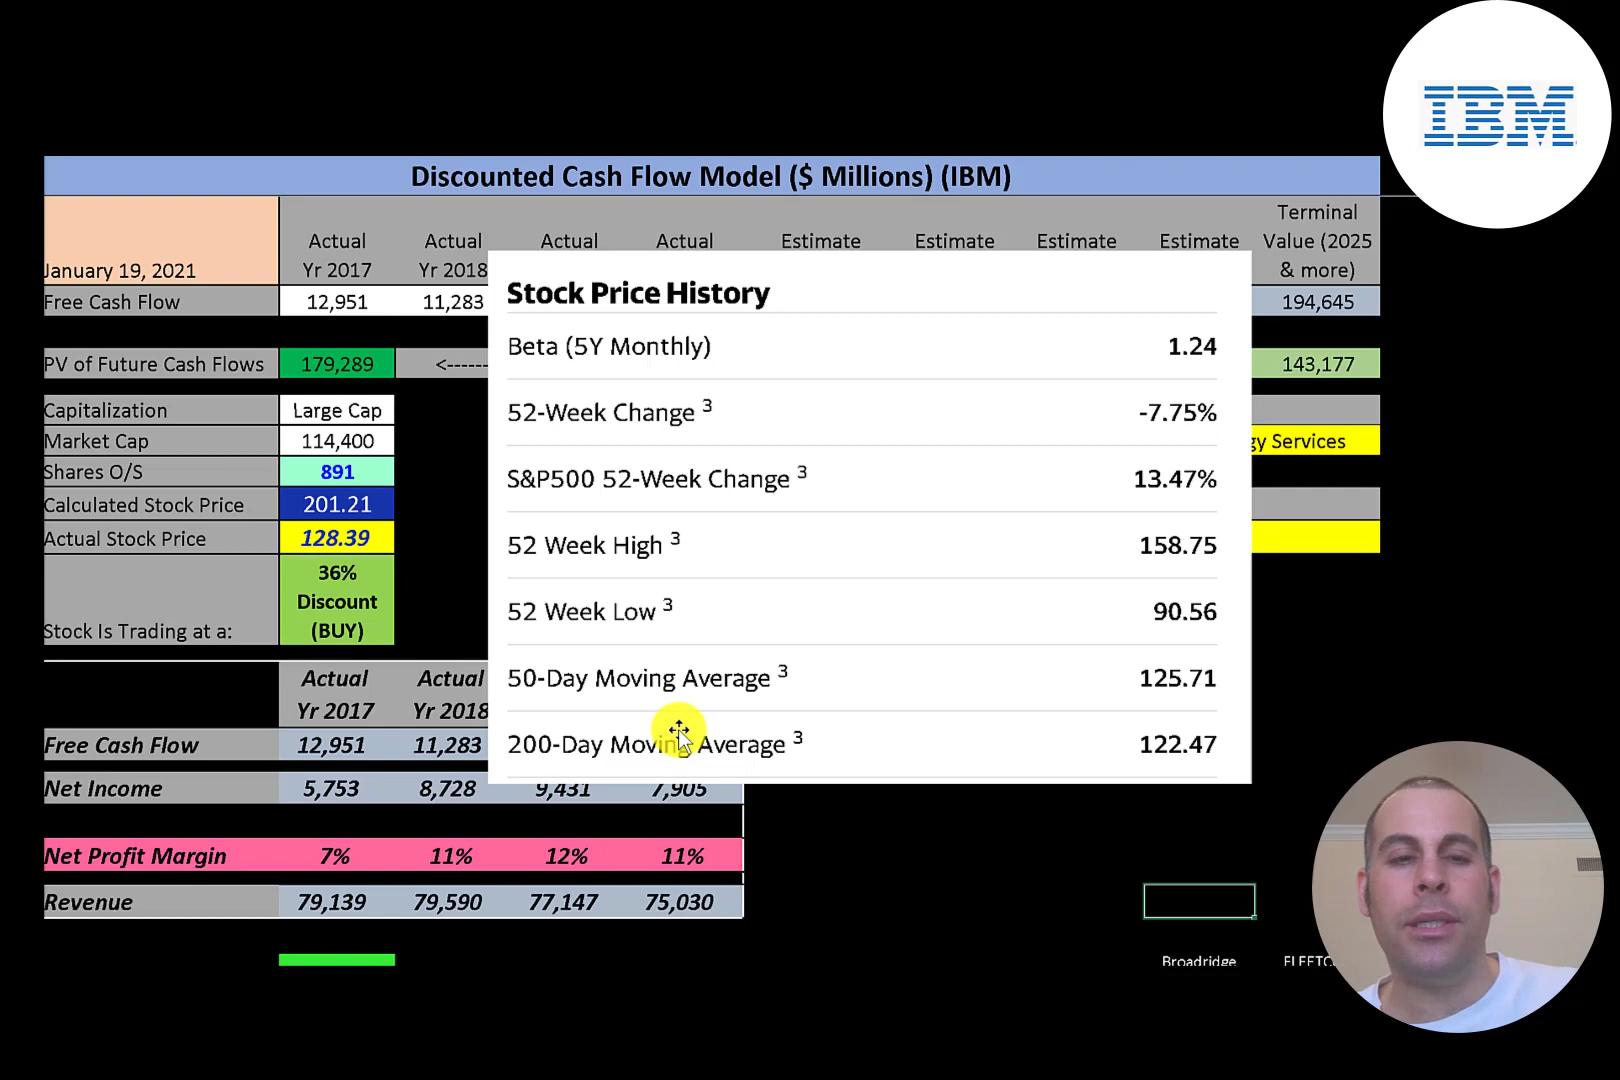 IBM
Discounted Cash Flow Model ($ Millions) (IBM)
January 19, 2021
Actual Yr 2017
Actual Yr 2018
Actual
Actual
Estimate
Estimate
Estimate
Estimate
Terminal Value (2025 & more)
Free Cash Flow 12,951 11,283 194,645
PV of Future Cash Flows 179,289 <------ 143,177
Capitalization Large Cap
Market Cap 114,400 Services
Shares O/S 891
Calculated Stock Price 201.21
Actual Stock Price 128.39
Stock Is Trading at a: 36% Discount (BUY)
Stock Price History
Beta (5Y Monthly) 1.24
52-Week Change 3 -7.75%
S&P500 52-Week Change 3 13.47%
52 Week High 3 158.75
52 Week Low 3 90.56
50-Day Moving Average 3 125.71
200-Day Moving Average 3 122.47
Actual Yr 2017
Actual Yr 2018
Free Cash Flow 12,951 11,283
Net Income 5,753 8,728 9,431 7,905
Net Profit Margin 7% 11% 12% 11%
Revenue 79,139 79,590 77,147 75,030
Broadridge